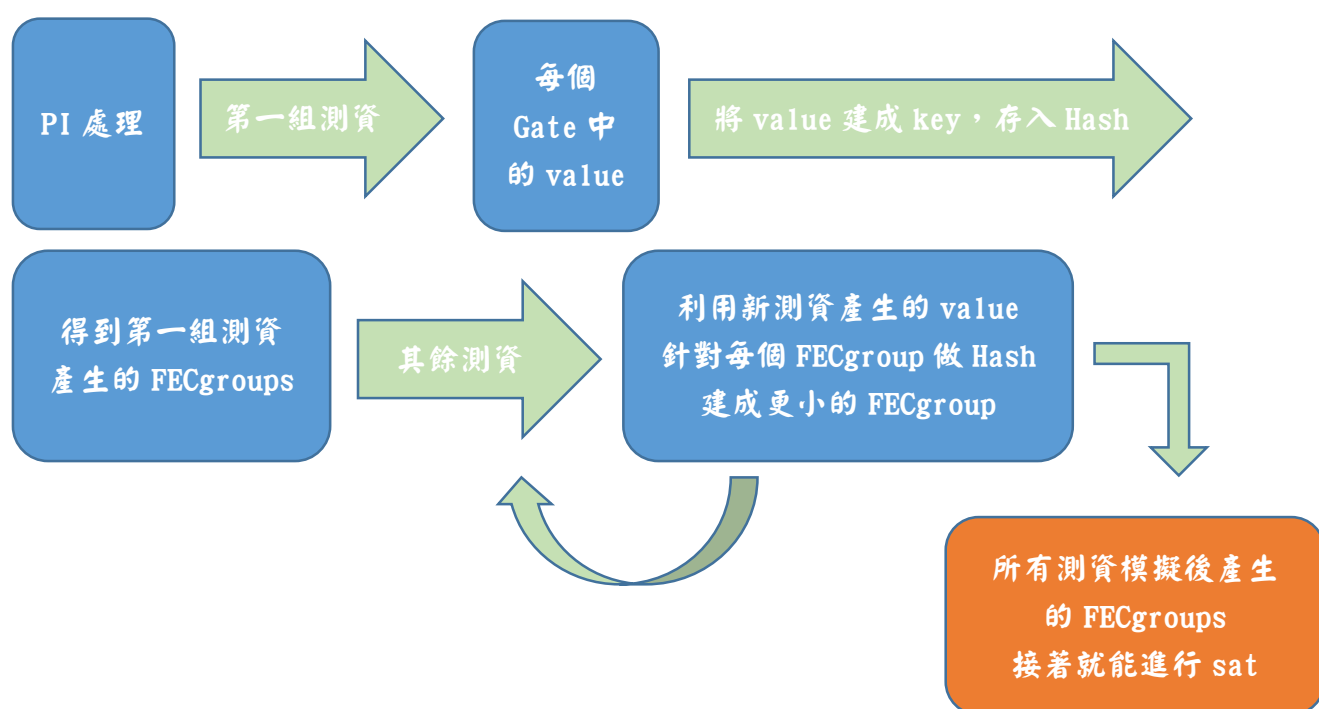 PI 處理
第一組測資
每個
Gate 中
的 value
將 value 建成 key，存入 Hash
得到第一組測資
產生的 FECgroups
其餘測資
利用新測資產生的 value
針對每個 FECgroup 做 Hash
建成更小的 FECgroup
所有測資模擬後產生
的 FECgroups
接著就能進行 sat